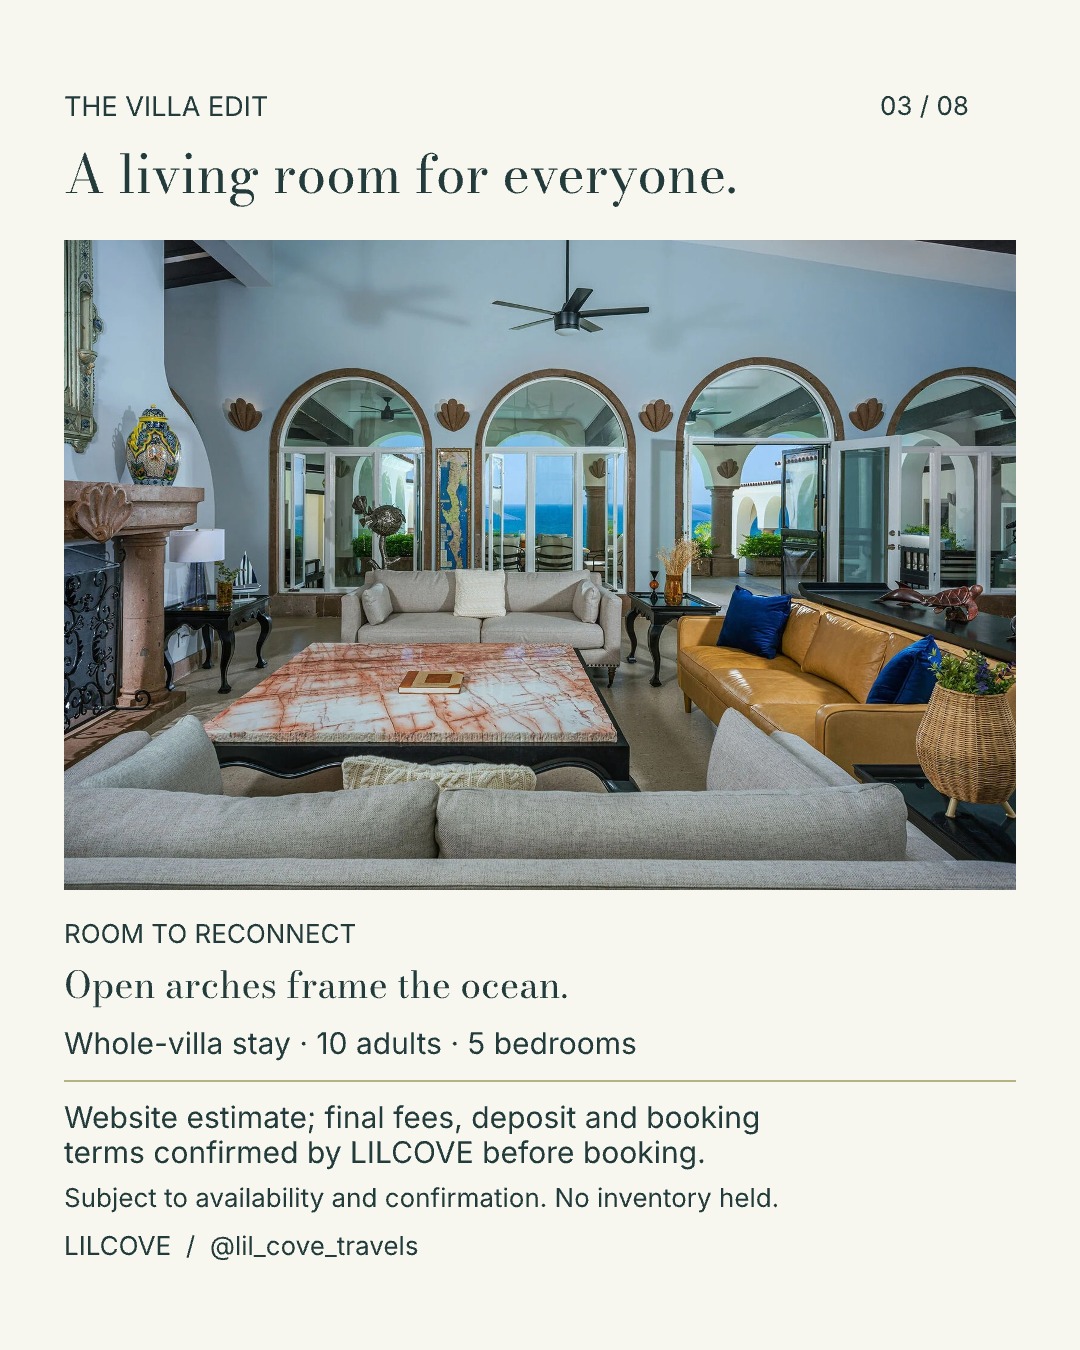 THE VILLA EDIT
03 / 08
A living room for everyone.
ROOM TO RECONNECT
Open arches frame the ocean.
Whole-villa stay · 10 adults · 5 bedrooms
Website estimate; final fees, deposit and booking
terms confirmed by LILCOVE before booking.
Subject to availability and confirmation. No inventory held.
LILCOVE / @lil_cove_travels